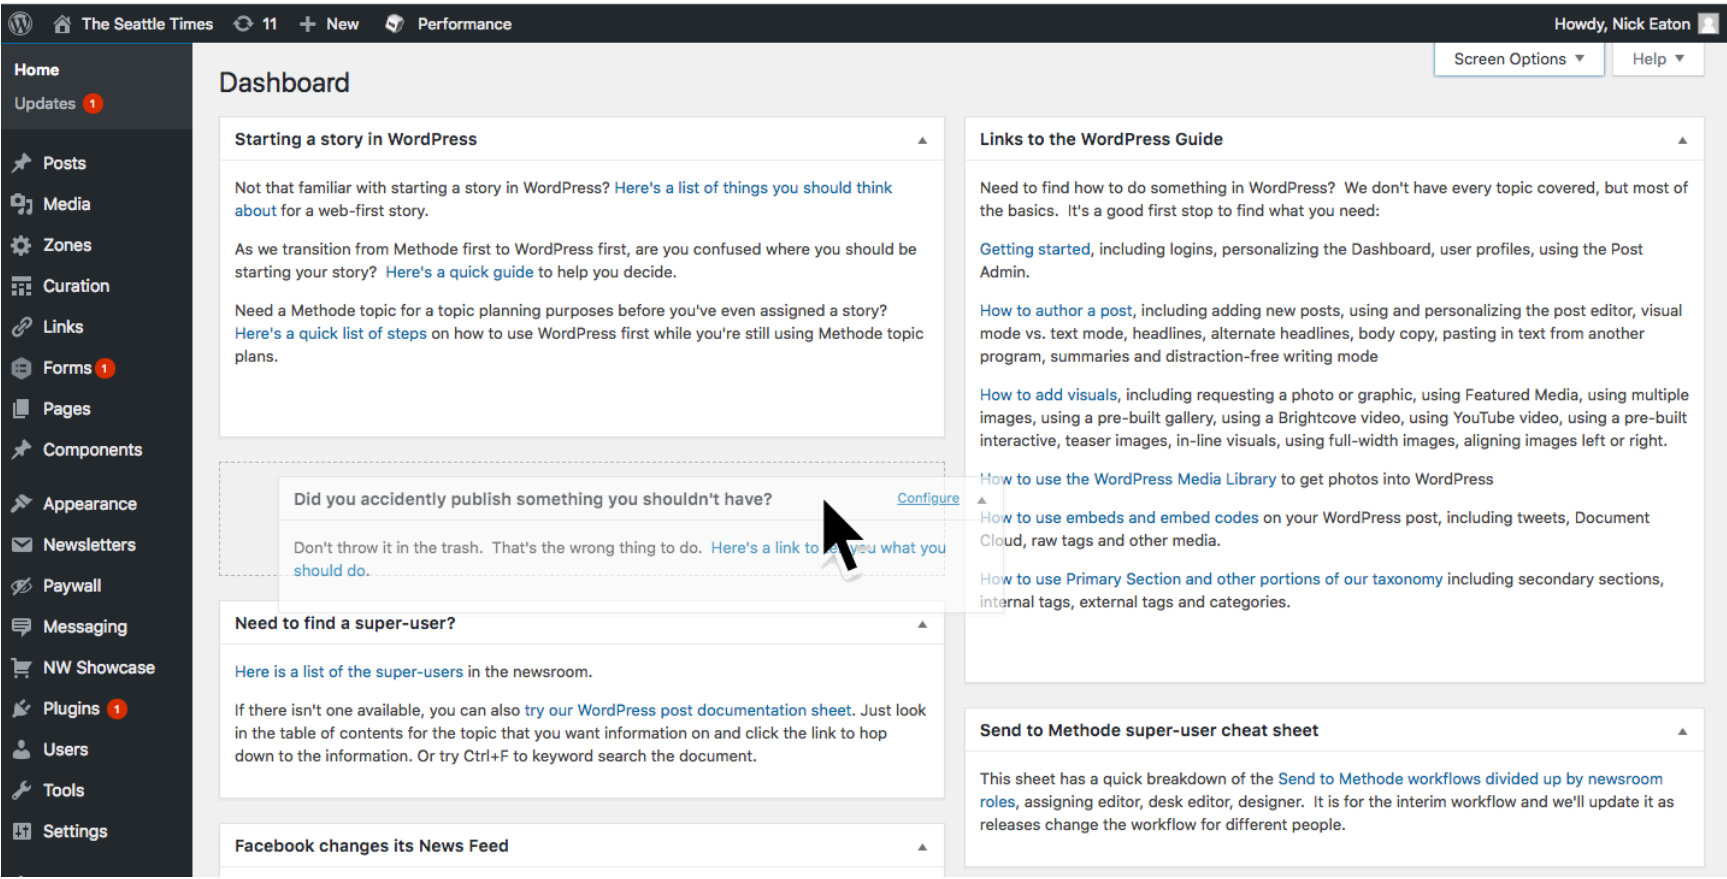 The Seattle Times 11 New Performance Howdy, Nick Eaton
Home
Updates 1
Posts
Media
Zones
Curation
Links
Forms 1
Pages
Components
Appearance
Newsletters
Paywall
Messaging
NW Showcase
Plugins 1
Users
Tools
Settings
Screen Options Help
Dashboard
Starting a story in WordPress
Not that familiar with starting a story in WordPress? Here's a list of things you should think
about for a web-first story.
As we transition from Methode first to WordPress first, are you confused where you should be
starting your story? Here's a quick guide to help you decide.
Need a Methode topic for a topic planning purposes before you've even assigned a story?
Here's a quick list of steps on how to use WordPress first while you're still using Methode topic
plans.
Did you accidently publish something you shouldn't have? Configure
Don't throw it in the trash. That's the wrong thing to do. Here's a link to you what you
should do.
Need to find a super-user?
Here is a list of the super-users in the newsroom.
If there isn't one available, you can also try our WordPress post documentation sheet. Just look
in the table of contents for the topic that you want information on and click the link to hop
down to the information. Or try Ctrl+F to keyword search the document.
Facebook changes its News Feed
Links to the WordPress Guide
Need to find how to do something in WordPress? We don't have every topic covered, but most of
the basics. It's a good first stop to find what you need:
Getting started, including logins, personalizing the Dashboard, user profiles, using the Post
Admin.
How to author a post, including adding new posts, using and personalizing the post editor, visual
mode vs. text mode, headlines, alternate headlines, body copy, pasting in text from another
program, summaries and distraction-free writing mode
How to add visuals, including requesting a photo or graphic, using Featured Media, using multiple
images, using a pre-built gallery, using a Brightcove video, using YouTube video, using a pre-built
interactive, teaser images, in-line visuals, using full-width images, aligning images left or right.
How to use the WordPress Media Library to get photos into WordPress
How to use embeds and embed codes on your WordPress post, including tweets, Document
Cloud, raw tags and other media.
How to use Primary Section and other portions of our taxonomy including secondary sections,
internal tags, external tags and categories.
Send to Methode super-user cheat sheet
This sheet has a quick breakdown of the Send to Methode workflows divided up by newsroom
roles, assigning editor, desk editor, designer. It is for the interim workflow and we'll update it as
releases change the workflow for different people.